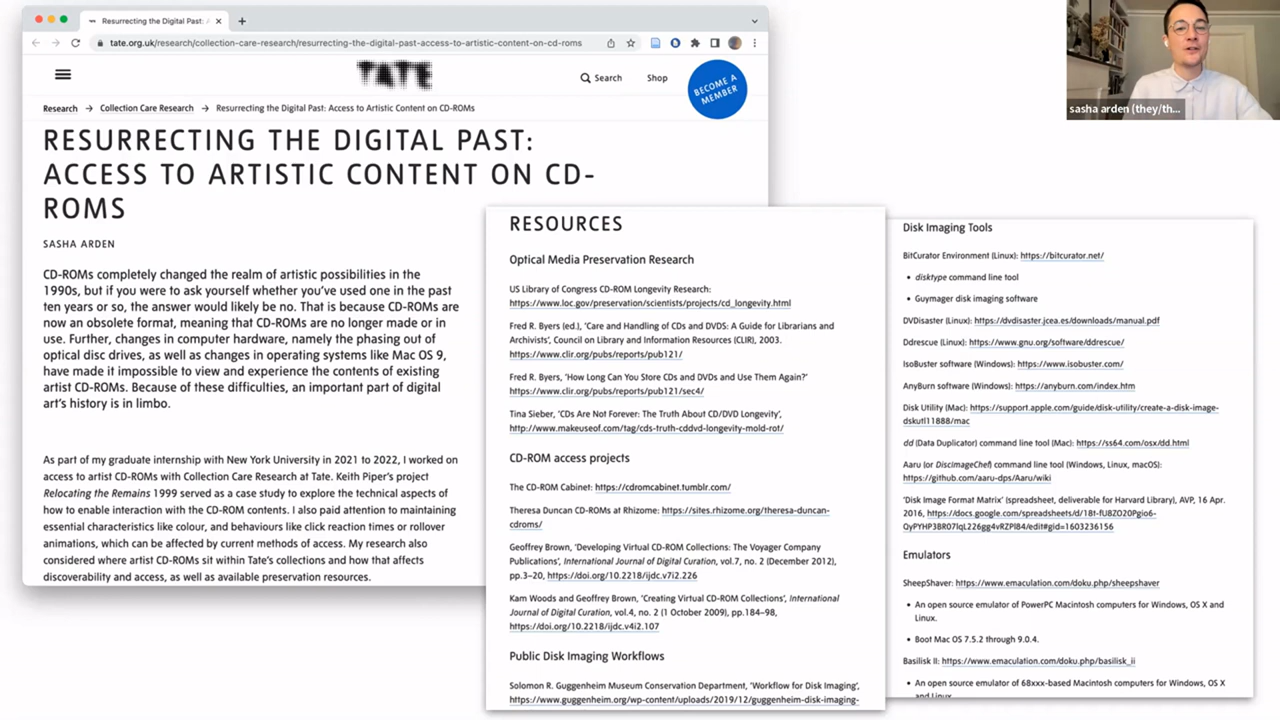 Resurrecting the Digital Past: A
tate.org.uk/research/collection-care-research/resurrecting-the-digital-past-access-to-artistic-content-on-cd-roms
TATE
Search
Shop
BECOME A
MEMBER
Research → Collection Care Research → Resurrecting the Digital Past: Access to Artistic Content on CD-ROMs
RESURRECTING THE DIGITAL PAST:
ACCESS TO ARTISTIC CONTENT ON CD-
ROMS
SASHA ARDEN
CD-ROMs completely changed the realm of artistic possibilities in the
1990s, but if you were to ask yourself whether you've used one in the past
ten years or so, the answer would likely be no. That is because CD-ROMs are
now an obsolete format, meaning that CD-ROMs are no longer made or in
use. Further, changes in computer hardware, namely the phasing out of
optical disc drives, as well as changes in operating systems like Mac OS 9,
have made it impossible to view and experience the contents of existing
artist CD-ROMs. Because of these difficulties, an important part of digital
art's history is in limbo.
As part of my graduate internship with New York University in 2021 to 2022, I worked on
access to artist CD-ROMs with Collection Care Research at Tate. Keith Piper's project
Relocating the Remains 1999 served as a case study to explore the technical aspects of
how to enable interaction with the CD-ROM contents. I also paid attention to maintaining
essential characteristics like colour, and behaviours like click reaction times or rollover
animations, which can be affected by current methods of access. My research also
considered where artist CD-ROMs sit within Tate's collections and how that affects
discoverability and access, as well as available preservation resources.
RESOURCES
Optical Media Preservation Research
US Library of Congress CD-ROM Longevity Research:
https://www.loc.gov/preservation/scientists/projects/cd_longevity.html
Fred R. Byers (ed.), 'Care and Handling of CDs and DVDS: A Guide for Librarians and
Archivists', Council on Library and Information Resources (CLIR), 2003.
https://www.clir.org/pubs/reports/pub121/
Fred R. Byers, 'How Long Can You Store CDs and DVDs and Use Them Again?'
https://www.clir.org/pubs/reports/pub121/sec4/
Tina Sieber, 'CDs Are Not Forever: The Truth About CD/DVD Longevity',
http://www.makeuseof.com/tag/cds-truth-cddvd-longevity-mold-rot/
CD-ROM access projects
The CD-ROM Cabinet: https://cdromcabinet.tumblr.com/
Theresa Duncan CD-ROMs at Rhizome: https://sites.rhizome.org/theresa-duncan-
cdroms/
Geoffrey Brown, 'Developing Virtual CD-ROM Collections: The Voyager Company
Publications', International Journal of Digital Curation, vol.7, no. 2 (December 2012),
pp.3–20, https://doi.org/10.2218/ijdc.v7i2.226
Kam Woods and Geoffrey Brown, 'Creating Virtual CD-ROM Collections', International
Journal of Digital Curation, vol.4, no. 2 (1 October 2009), pp.184–98,
https://doi.org/10.2218/ijdc.v4i2.107
Public Disk Imaging Workflows
Solomon R. Guggenheim Museum Conservation Department, 'Workflow for Disk Imaging',
https://www.guggenheim.org/wp-content/uploads/2019/12/guggenheim-disk-imaging-
Disk Imaging Tools
BitCurator Environment (Linux): https://bitcurator.net/
• disktype command line tool
• Guymager disk imaging software
DVDisaster (Linux): https://dvdisaster.jcea.es/downloads/manual.pdf
Ddrescue (Linux): https://www.gnu.org/software/ddrescue/
IsoBuster software (Windows): https://www.isobuster.com/
AnyBurn software (Windows): https://anyburn.com/index.htm
Disk Utility (Mac): https://support.apple.com/guide/disk-utility/create-a-disk-image-
dskutl11888/mac
dd (Data Duplicator) command line tool (Mac): https://ss64.com/osx/dd.html
Aaru (or DiscImageChef) command line tool (Windows, Linux, macOS):
https://github.com/aaru-dps/Aaru/wiki
'Disk Image Format Matrix' (spreadsheet, deliverable for Harvard Library), AVP, 16 Apr.
2016, https://docs.google.com/spreadsheets/d/18t-fU8ZO20Pgio6-
QyPYHP3BR07lqL226gg4vRZPl84/edit#gid=1603236156
Emulators
SheepShaver: https://www.emaculation.com/doku.php/sheepshaver
• An open source emulator of PowerPC Macintosh computers for Windows, OS X and
Linux.
• Boot Mac OS 7.5.2 through 9.0.4.
Basilisk II: https://www.emaculation.com/doku.php/basilisk_ii
• An open source emulator of 68xxx-based Macintosh computers for Windows, OS X
and Linux.
sasha arden (they/th...